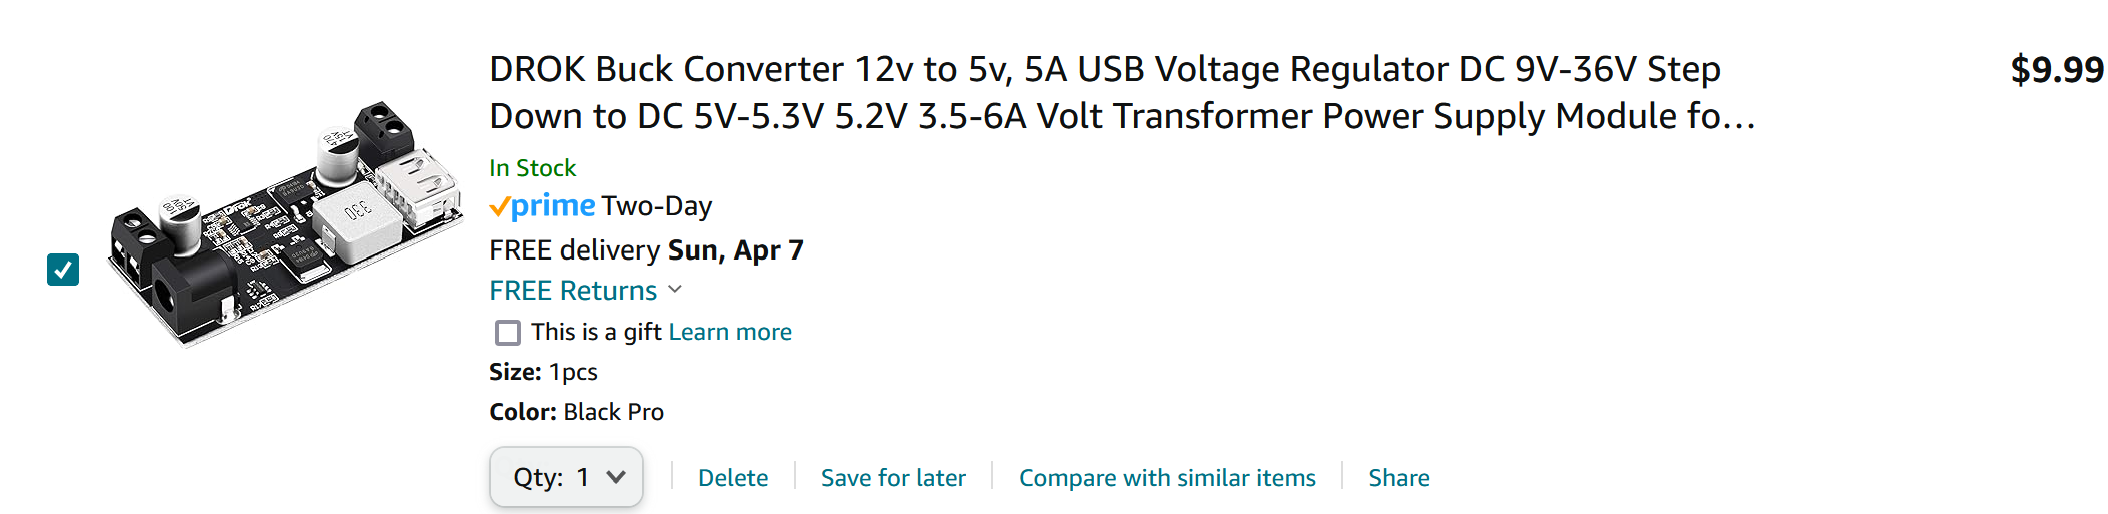 DROK Buck Converter 12v to 5v, 5A USB Voltage Regulator DC 9V-36V Step
$9.99
Down to DC 5V-5.3V 5.2V 3.5-6A Volt Transformer Power Supply Module fo…
In Stock
prime Two-Day
FREE delivery Sun, Apr 7
FREE Returns
This is a gift Learn more
Size: 1pcs
Color: Black Pro
Qty: 1
Delete
Save for later
Compare with similar items
Share
Drok
330